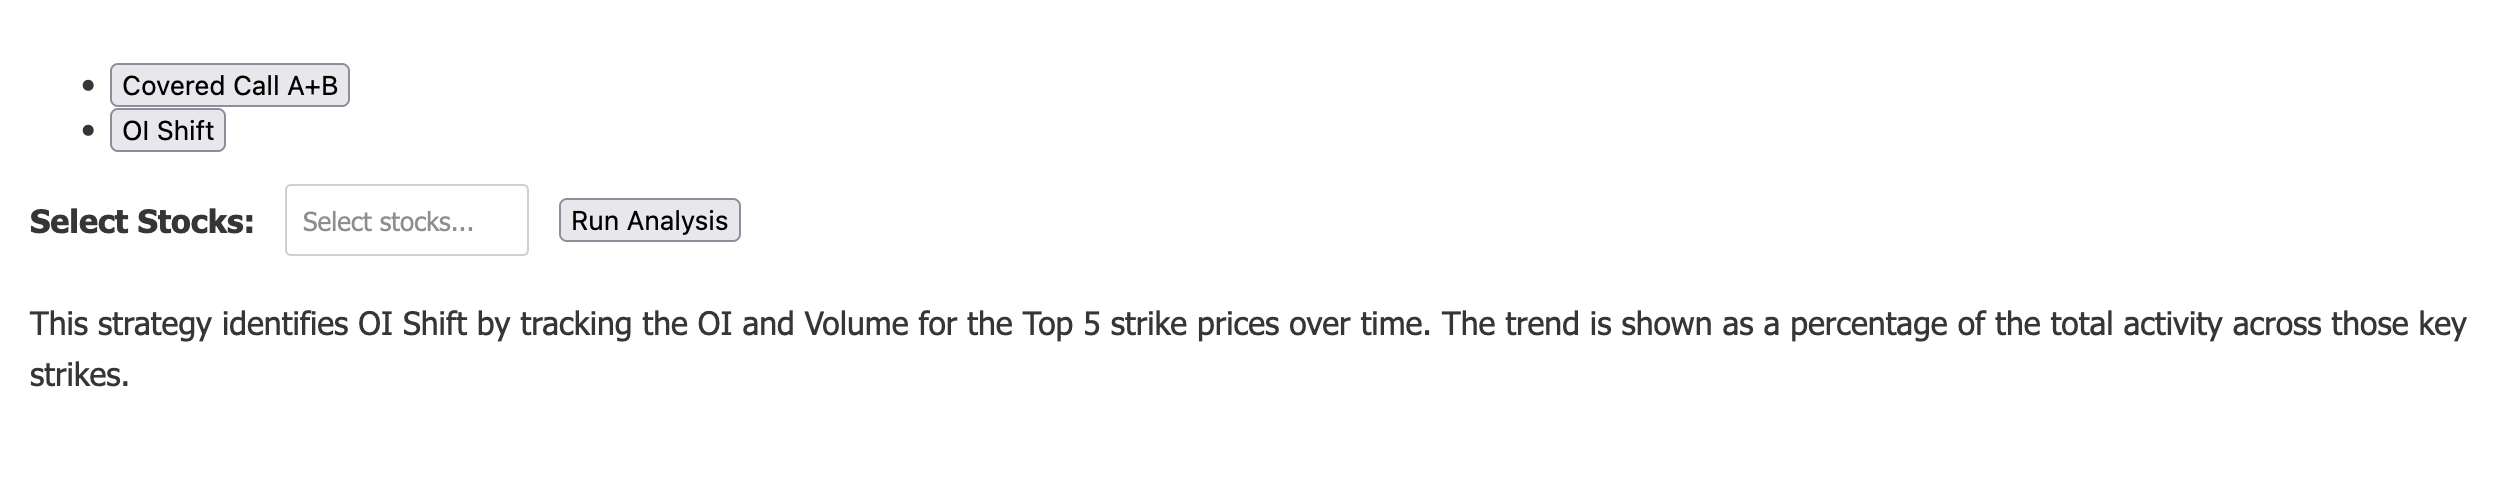 Covered Call A+B
OI Shift
Select Stocks: Select stocks... Run Analysis
This strategy identifies OI Shift by tracking the OI and Volume for the Top 5 strike prices over time. The trend is shown as a percentage of the total activity across those key
strikes.